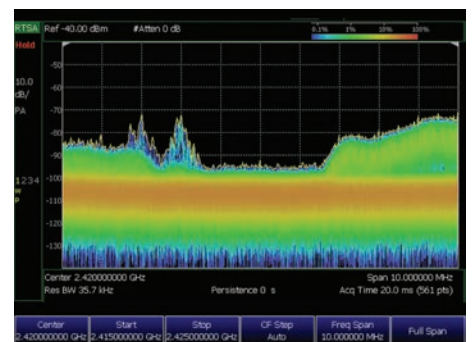 RTSA Ref -40.00 dBm #Atten 0 dB 0.1% 1% 10% 100%
Hold
-50
10.0 -60
dB/
PA -70
-80
-90
1234 -100
W
P -110
-120
-130
Center 2.420000000 GHz Span 10.000000 MHz
Res BW 35.7 kHz Persistence 0 s Acq Time 20.0 ms (561 pts)
Center Start Stop CF Step Freq Span Full Span
2.420000000 GHz 2.415000000 GHz 2.425000000 GHz Auto 10.000000 MHz